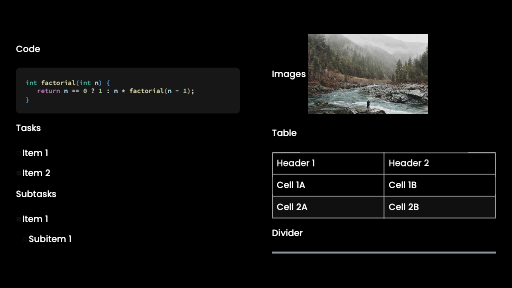 Code
int factorial(int n) {
return n == 0 ? 1 : n * factorial(n - 1);
}
Tasks
Item 1
Item 2
Subtasks
Item 1
Subitem 1
Images
Table
Header 1 Header 2
Cell 1A Cell 1B
Cell 2A Cell 2B
Divider